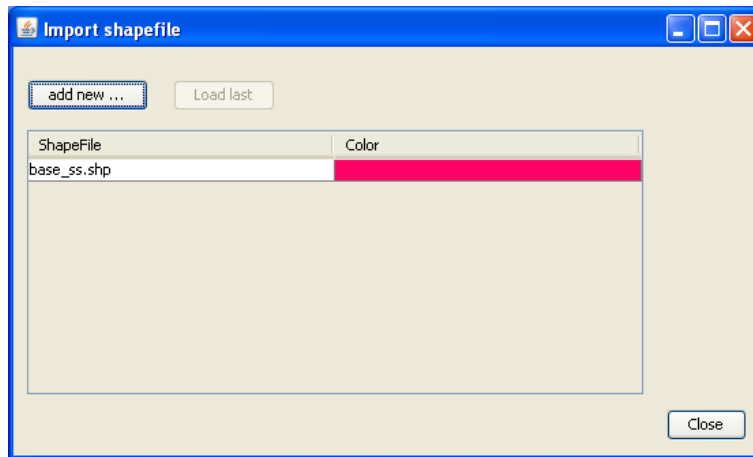 Import shapefile
add new ... Load last
ShapeFile Color
base_ss.shp
Close